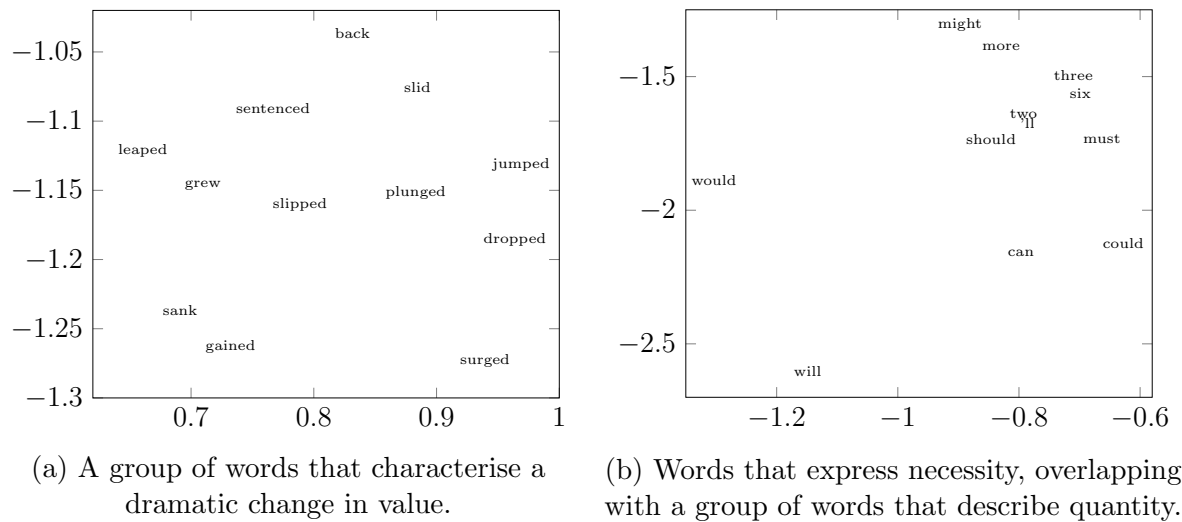 −1.05
−1.1
−1.15
−1.2
−1.25
−1.3
0.7 0.8 0.9 1
back
slid
sentenced
leaped
jumped
grew
plunged
slipped
dropped
sank
gained
surged
(a) A group of words that characterise a
dramatic change in value.
−1.5
−2
−2.5
−1.2 −1 −0.8 −0.6
might
more
three
six
two
'll
should must
would
could
can
will
(b) Words that express necessity, overlapping
with a group of words that describe quantity.